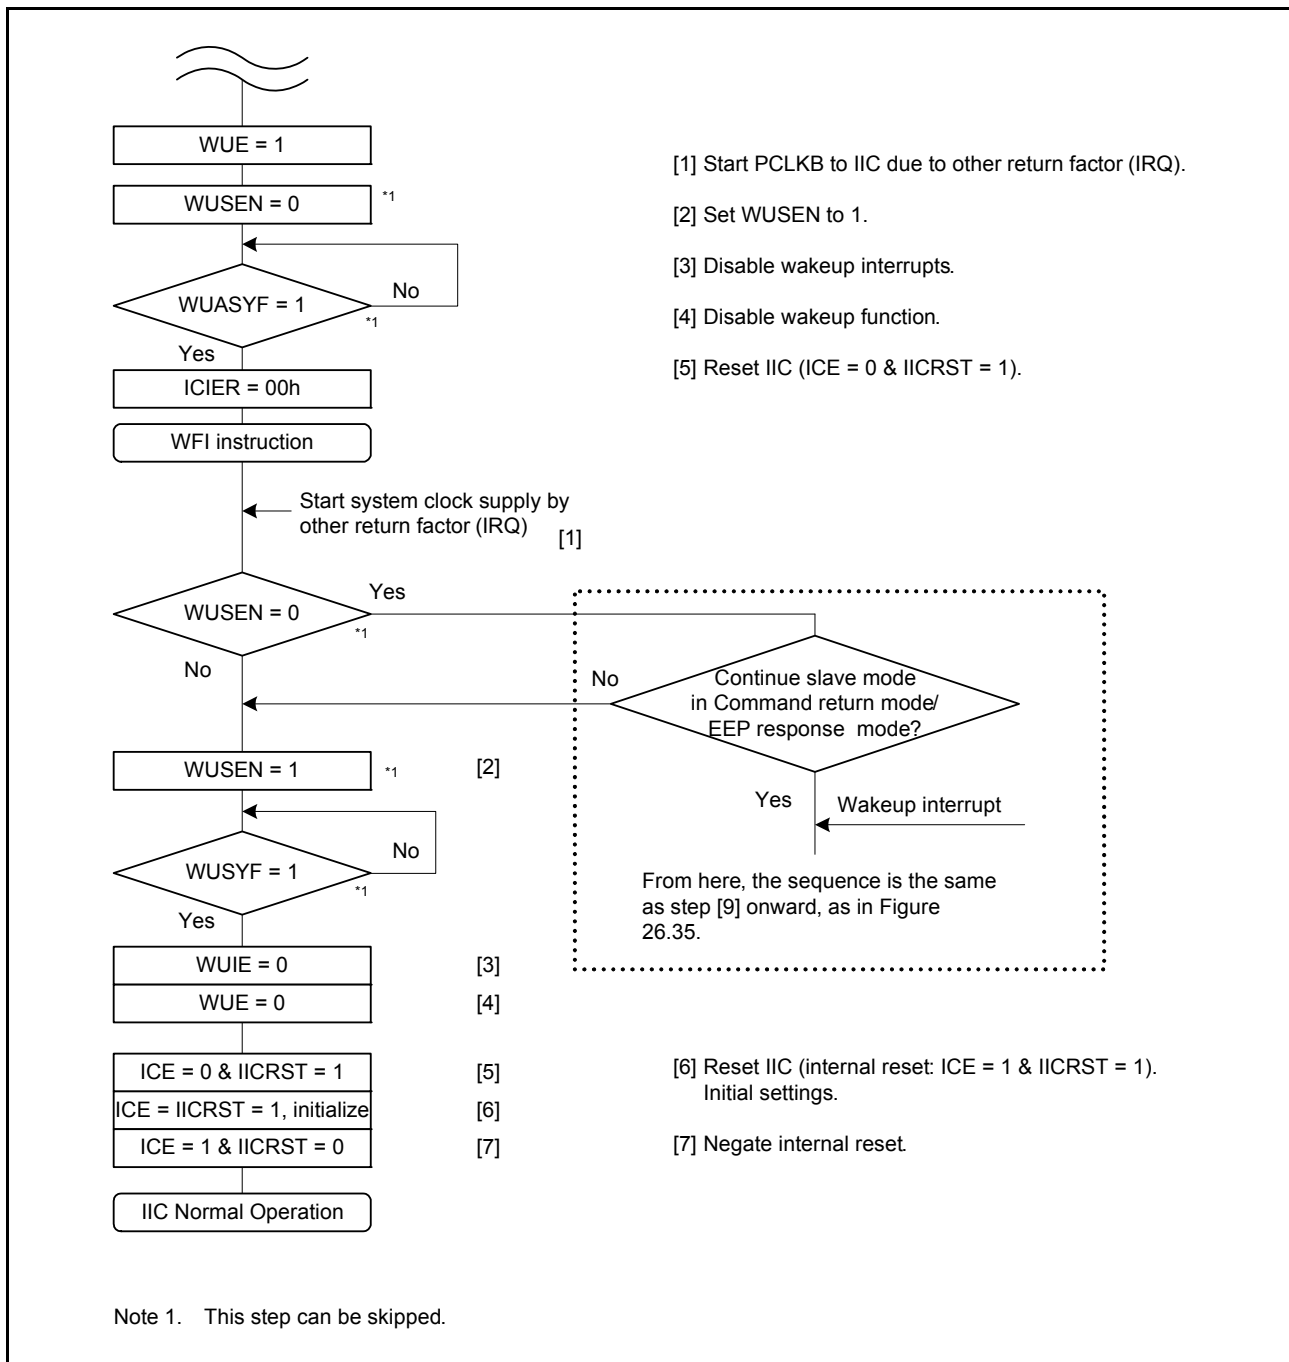 WUE = 1
[1] Start PCLKB to IIC due to other return factor (IRQ).
WUSEN = 0 *1
[2] Set WUSEN to 1.
[3] Disable wakeup interrupts.
WUASYF = 1
No
*1
[4] Disable wakeup function.
Yes
[5] Reset IIC (ICE = 0 & IICRST = 1).
ICIER = 00h
WFI instruction
Start system clock supply by
other return factor (IRQ)
[1]
WUSEN = 0
Yes
*1
No
No
Continue slave mode
in Command return mode/
EEP response mode?
WUSEN = 1 *1 [2]
Yes
Wakeup interrupt
WUSYF = 1
No
*1
Yes
From here, the sequence is the same
as step [9] onward, as in Figure
26.35.
WUIE = 0 [3]
WUE = 0 [4]
ICE = 0 & IICRST = 1 [5]
ICE = IICRST = 1, initialize [6]
ICE = 1 & IICRST = 0 [7]
[6] Reset IIC (internal reset: ICE = 1 & IICRST = 1).
Initial settings.
[7] Negate internal reset.
IIC Normal Operation
Note 1. This step can be skipped.